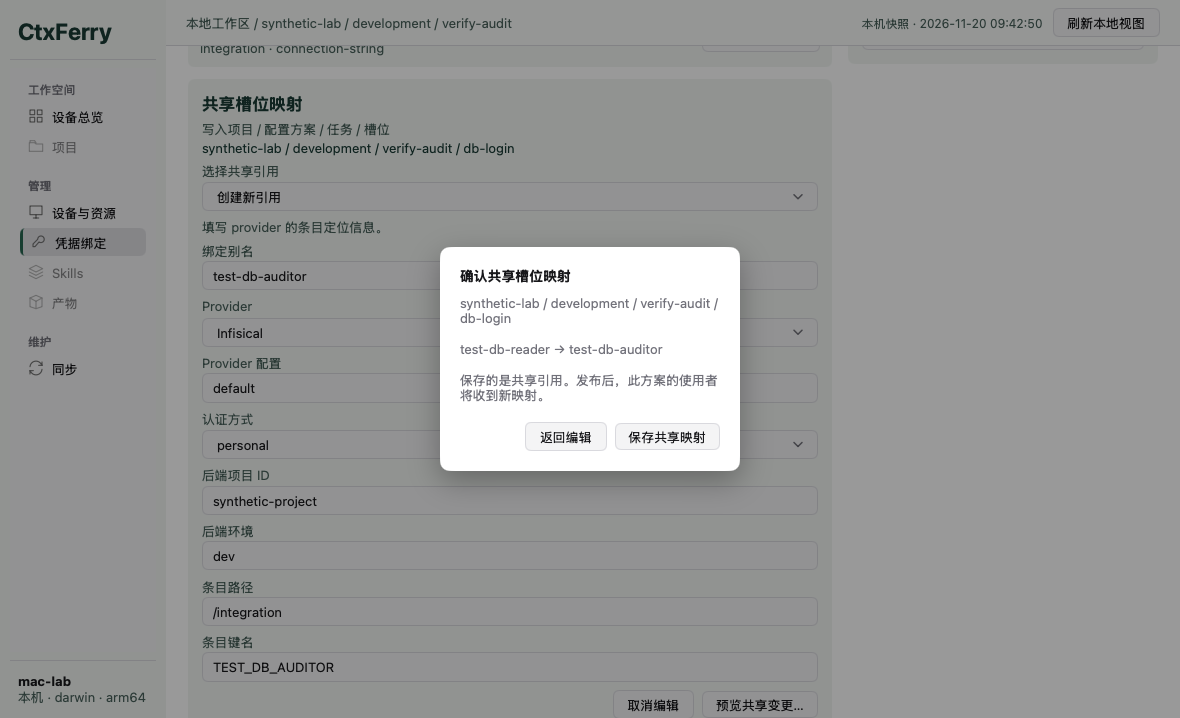 CtxFerry
本地工作区 / synthetic-lab / development / verify-audit
本机快照 · 2026-11-20 09:42:50
刷新本地视图
工作空间
设备总览
项目
管理
设备与资源
凭据绑定
Skills
产物
维护
同步
mac-lab
本机 · darwin · arm64
integration · connection-string
共享槽位映射
写入项目 / 配置方案 / 任务 / 槽位
synthetic-lab / development / verify-audit / db-login
选择共享引用
创建新引用
填写 provider 的条目定位信息。
绑定别名
test-db-auditor
Provider
Infisical
Provider 配置
default
认证方式
personal
后端项目 ID
synthetic-project
后端环境
dev
条目路径
/integration
条目键名
TEST_DB_AUDITOR
取消编辑
预览共享变更...
确认共享槽位映射
synthetic-lab / development / verify-audit /
db-login
test-db-reader → test-db-auditor
保存的是共享引用。发布后，此方案的使用者
将收到新映射。
返回编辑
保存共享映射